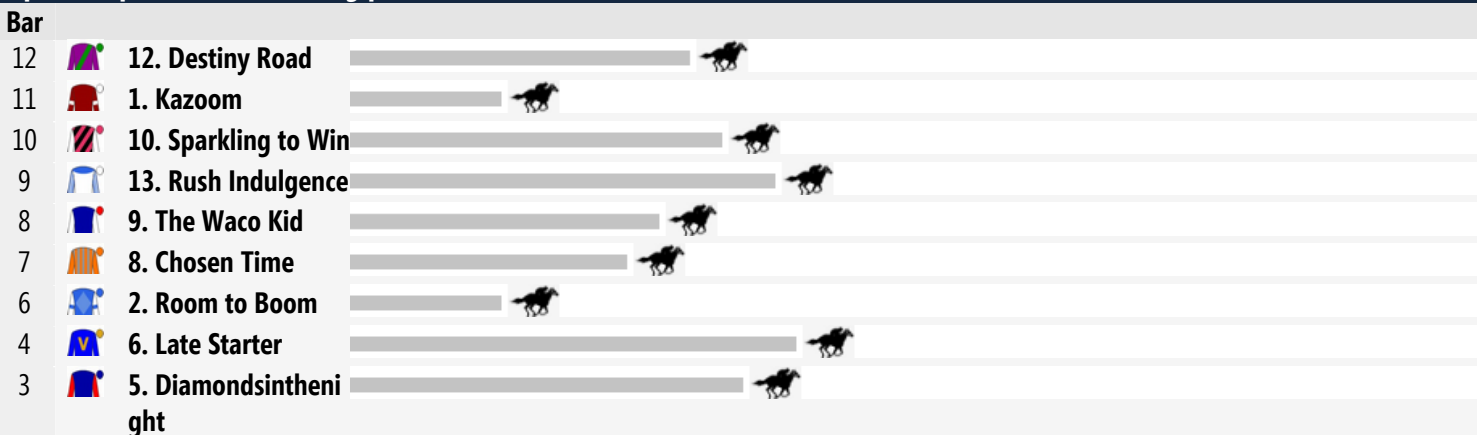 Bar
12 12. Destiny Road
11 1. Kazoom
10 10. Sparkling to Win
9 13. Rush Indulgence
8 9. The Waco Kid
7 8. Chosen Time
6 2. Room to Boom
4 V 6. Late Starter
3 5. Diamondsintheni
ght